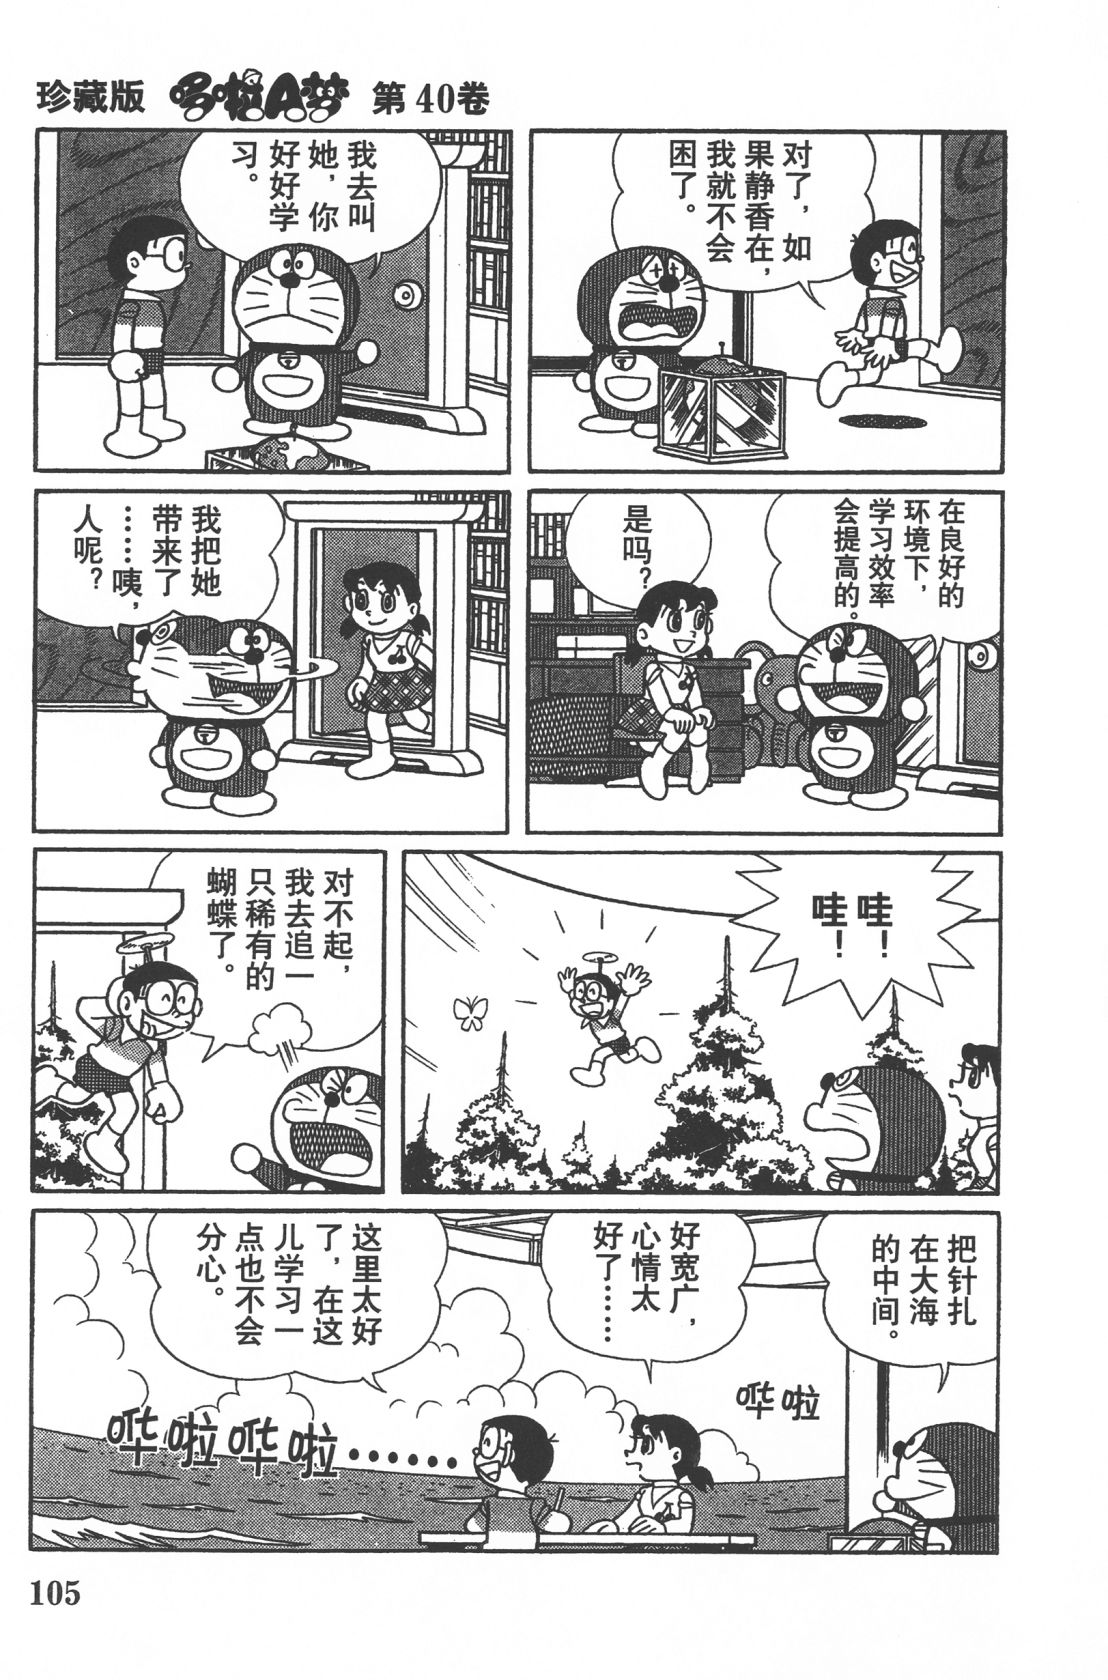 珍藏版 哆啦A梦 第40卷
对了，如
果静香在，
我就不会
困了。
我去叫
她，你
好好学
习。
在良好的
环境下，
学习效率
会提高的。
是吗？
我把她
带来了
……咦，
人呢？
哇！
哇！
对不起，
我去追一
只稀有的
蝴蝶了。
把针扎
在大海
的中间。
哗啦
好宽广，
心情太
好了……
这里太好
了，在这
儿学习一
点也不会
分心。
哗啦哗啦……
105